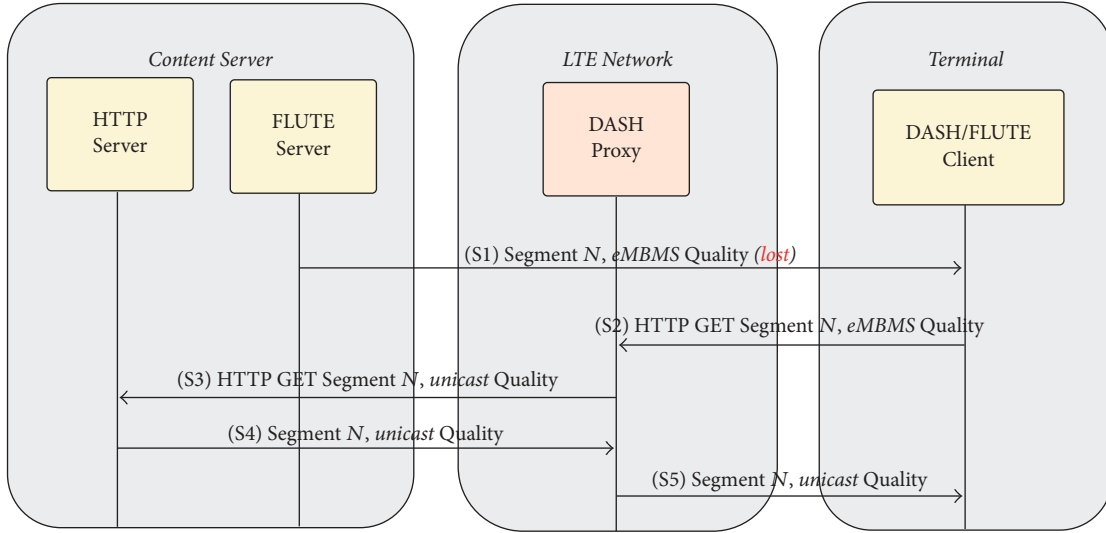 Content Server
LTE Network
Terminal
HTTP
Server
FLUTE
Server
DASH
Proxy
DASH/FLUTE
Client
(S1) Segment N, eMBMS Quality (lost)
(S2) HTTP GET Segment N, eMBMS Quality
(S3) HTTP GET Segment N, unicast Quality
(S4) Segment N, unicast Quality
(S5) Segment N, unicast Quality